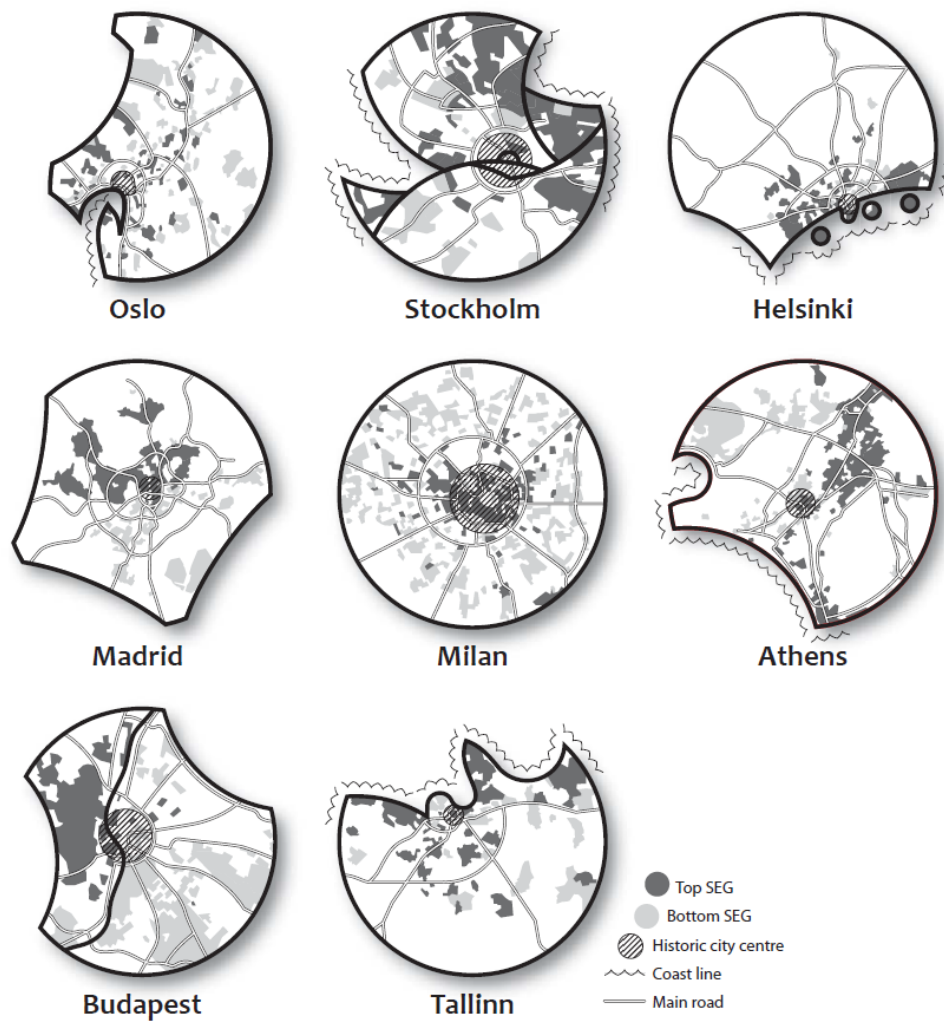 Oslo
Stockholm
Helsinki
Madrid
Milan
Athens
Budapest
Tallinn
Top SEG
Bottom SEG
Historic city centre
Coast line
Main road